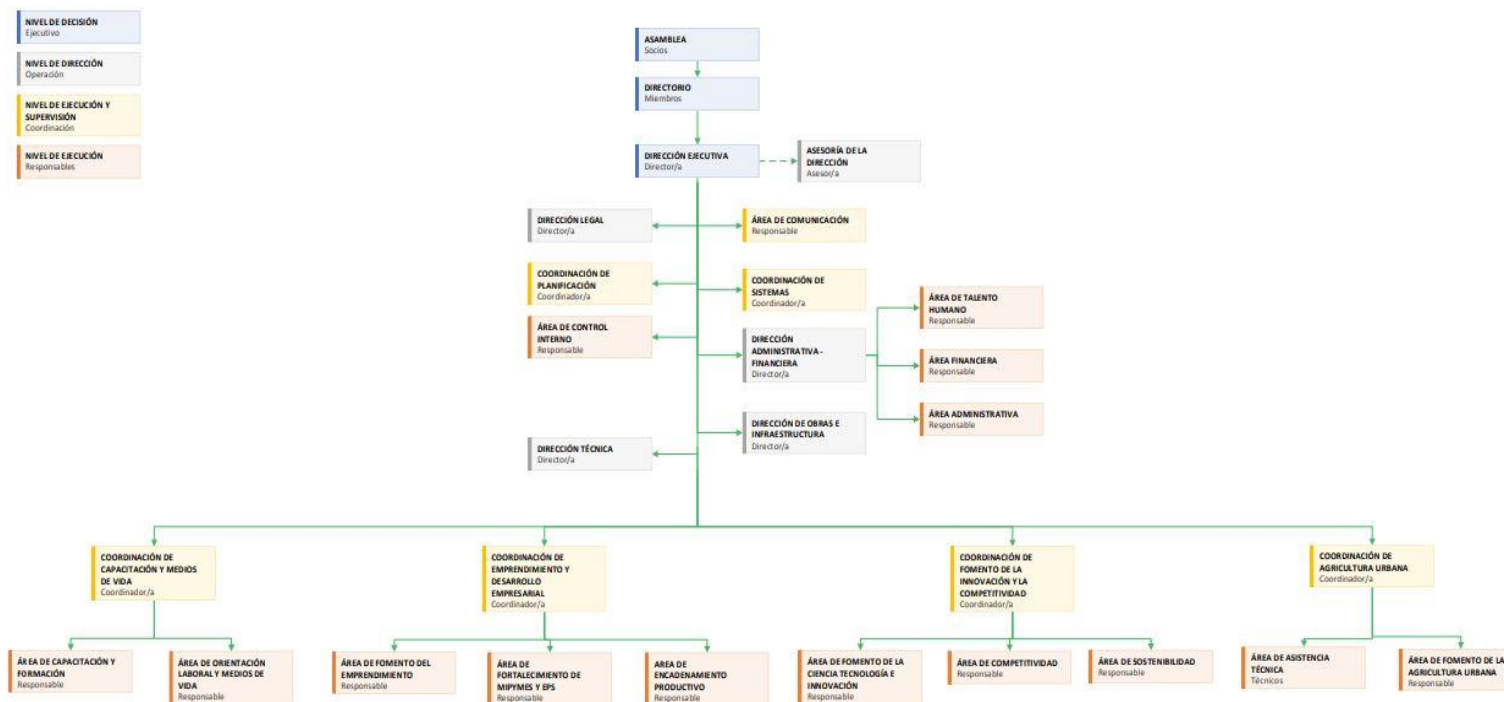 NIVEL DE DECISIÓN
Ejecutivo
NIVEL DE DIRECCIÓN
Operación
NIVEL DE EJECUCIÓN Y
SUPERVISIÓN
Coordinación
NIVEL DE EJECUCIÓN
Responsables
ASAMBLEA
Socios
DIRECTORIO
Miembros
DIRECCIÓN EJECUTIVA
Director/a
ASESORÍA DE LA
DIRECCIÓN
Asesor/a
DIRECCIÓN LEGAL
Director/a
ÁREA DE COMUNICACIÓN
Responsable
COORDINACIÓN DE
PLANIFICACIÓN
Coordinador/a
COORDINACIÓN DE
SISTEMAS
Coordinador/a
ÁREA DE TALENTO
HUMANO
Responsable
ÁREA DE CONTROL
INTERNO
Responsable
DIRECCIÓN
ADMINISTRATIVA -
FINANCIERA
Director/a
ÁREA FINANCIERA
Responsable
ÁREA ADMINISTRATIVA
Responsable
DIRECCIÓN DE OBRAS E
INFRAESTRUCTURA
Director/a
DIRECCIÓN TÉCNICA
Director/a
COORDINACIÓN DE
CAPACITACIÓN Y MEDIOS
DE VIDA
Coordinador/a
COORDINACIÓN DE
EMPRENDIMIENTO Y
DESARROLLO
EMPRESARIAL
Coordinador/a
COORDINACIÓN DE
FOMENTO DE LA
INNOVACIÓN Y LA
COMPETITIVIDAD
Coordinador/a
COORDINACIÓN DE
AGRICULTURA URBANA
Coordinador/a
ÁREA DE CAPACITACIÓN Y
FORMACIÓN
Responsable
ÁREA DE ORIENTACIÓN
LABORAL Y MEDIOS DE
VIDA
Responsable
ÁREA DE FOMENTO DEL
EMPRENDIMIENTO
Responsable
ÁREA DE
FORTALECIMIENTO DE
MIPYMES Y EPS
Responsable
AREA DE
ENCADENAMIENTO
PRODUCTIVO
Responsable
ÁREA DE FOMENTO DE LA
CIENCIA TECNOLOGÍA E
INNOVACIÓN
Responsable
ÁREA DE COMPETITIVIDAD
Responsable
ÁREA DE SOSTENIBILIDAD
Responsable
ÁREA DE ASISTENCIA
TÉCNICA
Técnicos
ÁREA DE FOMENTO DE LA
AGRICULTURA URBANA
Responsable